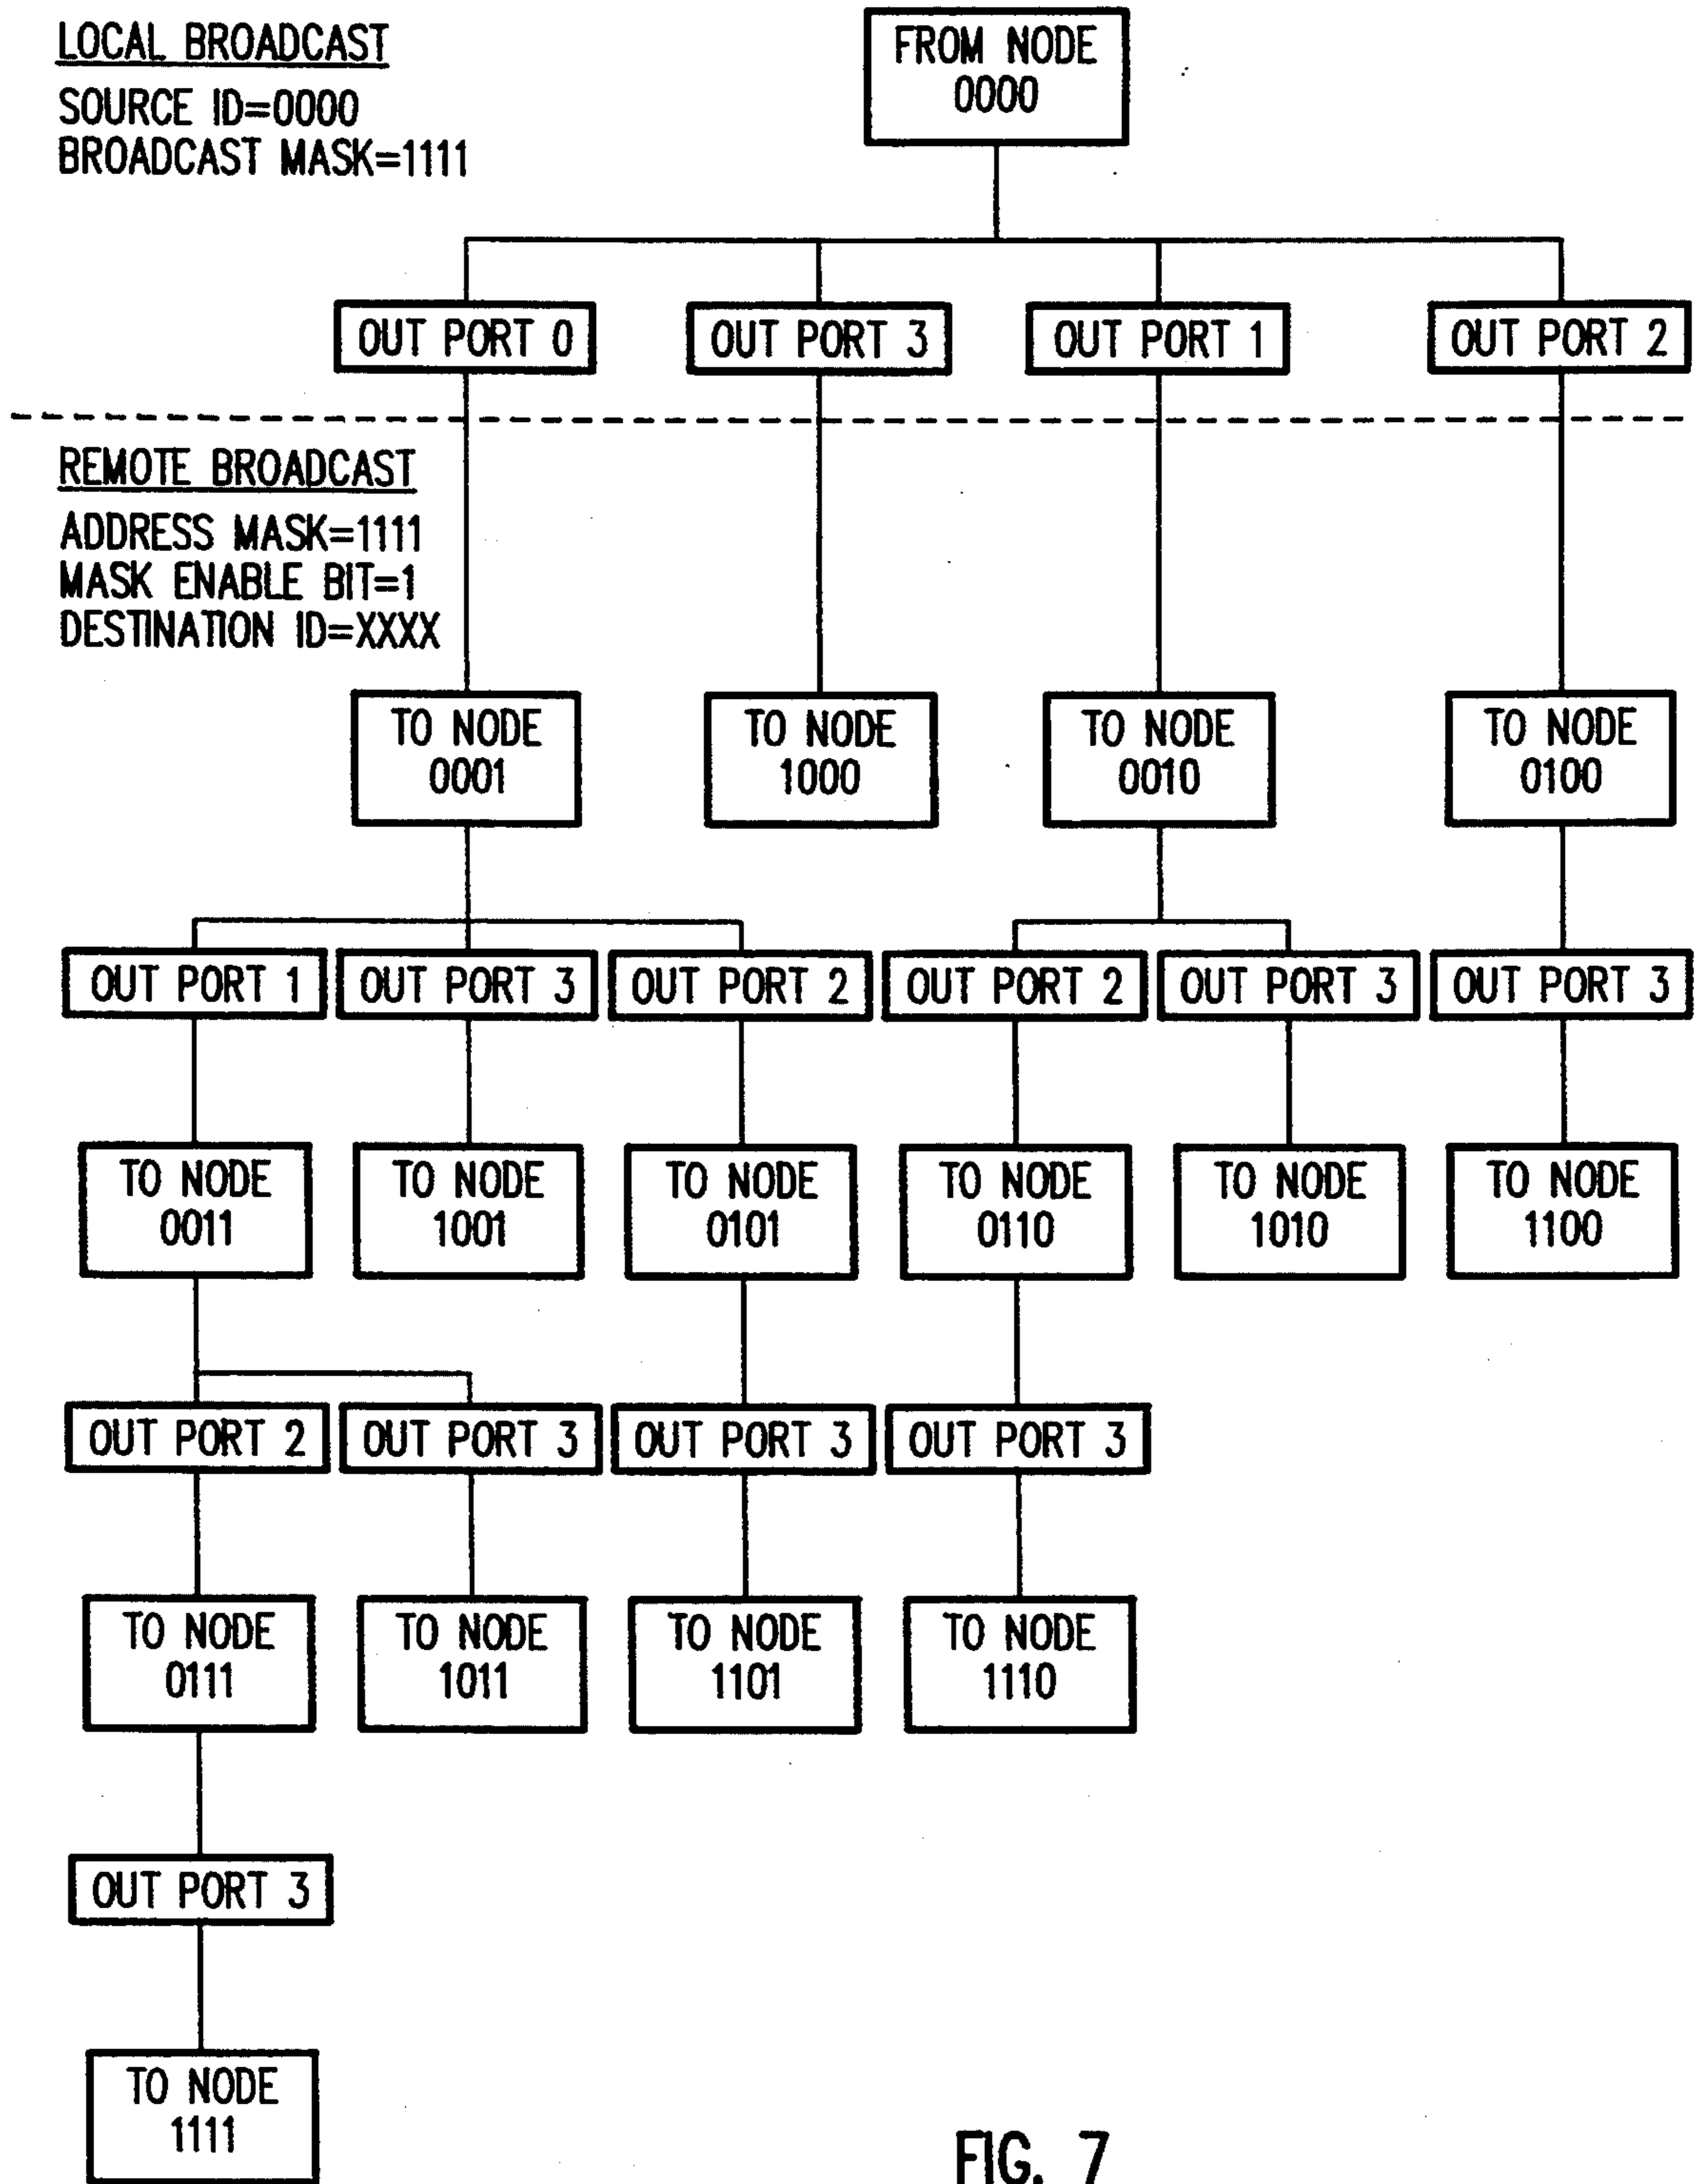 LOCAL BROADCAST
SOURCE ID=0000
BROADCAST MASK=1111
FROM NODE
0000
OUT PORT 0
OUT PORT 3
OUT PORT 1
OUT PORT 2
REMOTE BROADCAST
ADDRESS MASK=1111
MASK ENABLE BIT=1
DESTINATION ID=XXXX
TO NODE
0001
TO NODE
1000
TO NODE
0010
TO NODE
0100
OUT PORT 1
OUT PORT 3
OUT PORT 2
OUT PORT 2
OUT PORT 3
OUT PORT 3
TO NODE
0011
TO NODE
1001
TO NODE
0101
TO NODE
0110
TO NODE
1010
TO NODE
1100
OUT PORT 2
OUT PORT 3
OUT PORT 3
OUT PORT 3
TO NODE
0111
TO NODE
1011
TO NODE
1101
TO NODE
1110
OUT PORT 3
TO NODE
1111
FIG. 7